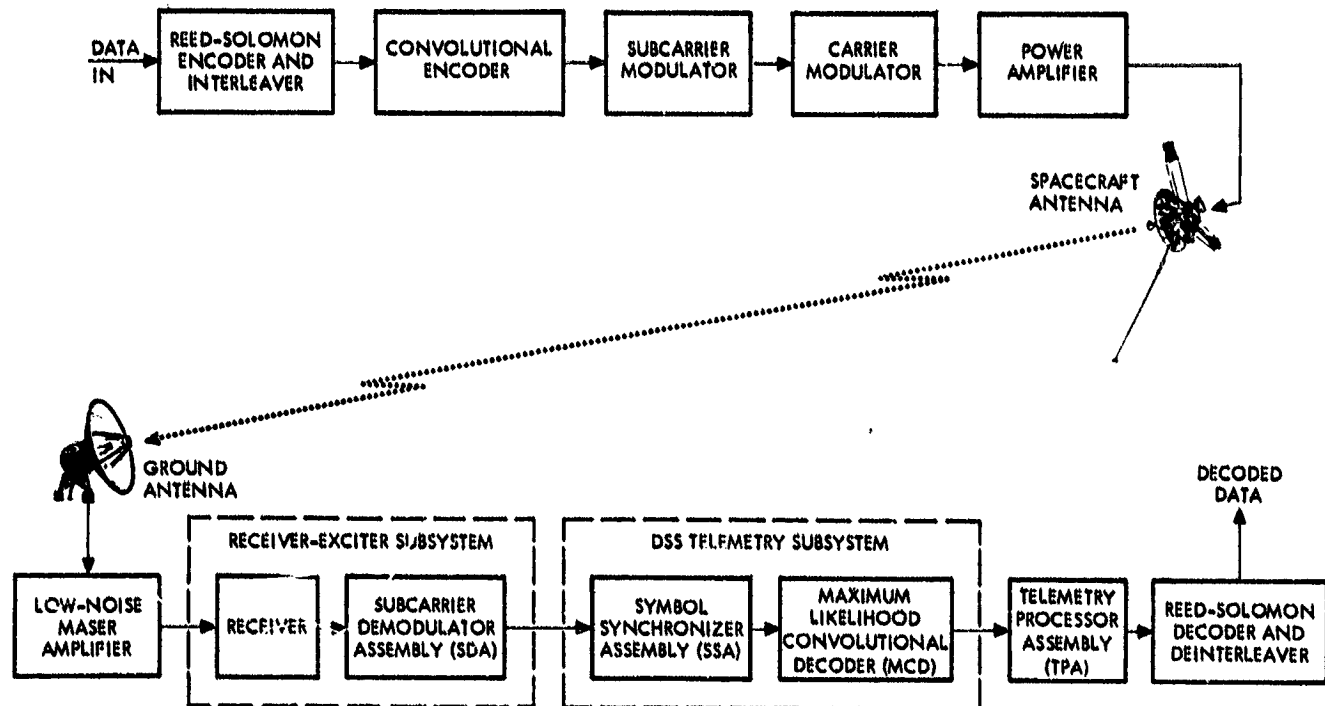 DATA
IN
REED-SOLOMON
ENCODER AND
INTERLEAVER
CONVOLUTIONAL
ENCODER
SUBCARRIER
MODULATOR
CARRIER
MODULATOR
POWER
AMPLIFIER
SPACECRAFT
ANTENNA
GROUND
ANTENNA
DECODED
DATA
RECEIVER-EXCITER SUBSYSTEM
DSS TELEMETRY SUBSYSTEM
LOW-NOISE
MASER
AMPLIFIER
RECEIVER
SUBCARRIER
DEMODULATOR
ASSEMBLY (SDA)
SYMBOL
SYNCHRONIZER
ASSEMBLY (SSA)
MAXIMUM
LIKELIHOOD
CONVOLUTIONAL
DECODER (MCD)
TELEMETRY
PROCESSOR
ASSEMBLY
(TPA)
REED-SOLOMON
DECODER AND
DEINTERLEAVER